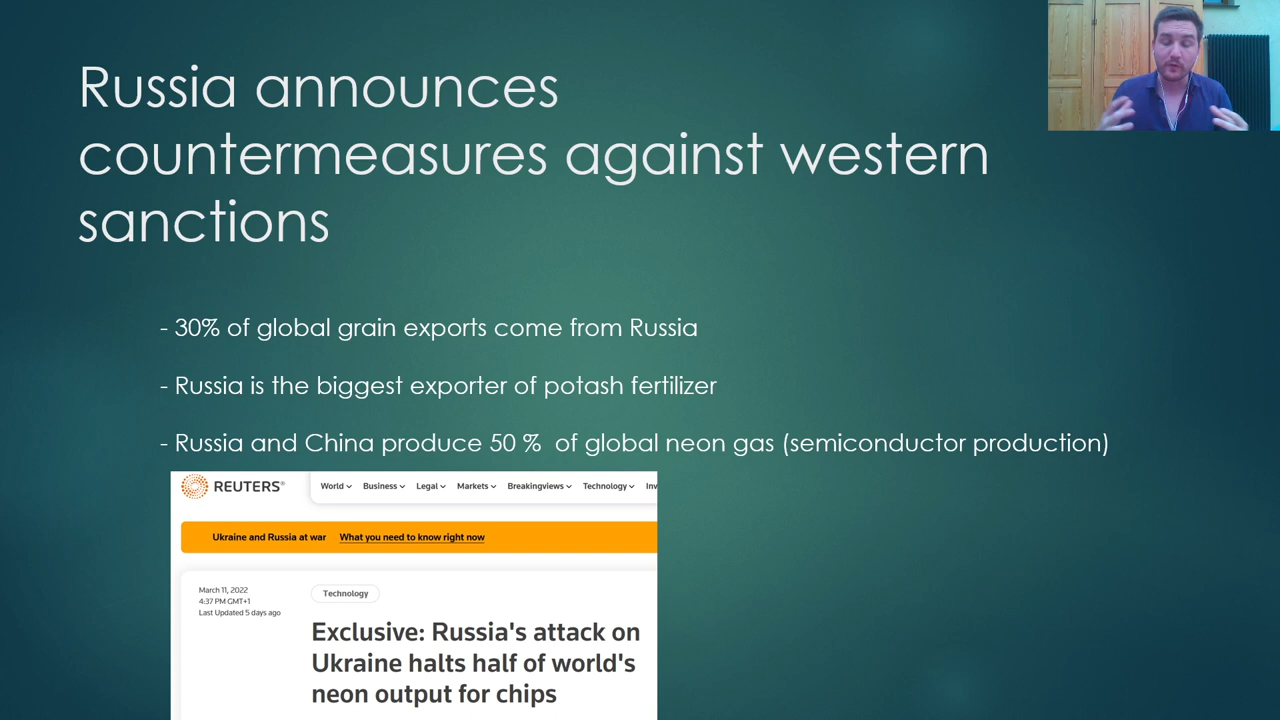 Russia announces
countermeasures against western
sanctions
- 30% of global grain exports come from Russia
- Russia is the biggest exporter of potash fertilizer
- Russia and China produce 50 %  of global neon gas (semiconductor production)
REUTERS®
World Business Legal Markets Breakingviews Technology Inv
Ukraine and Russia at war What you need to know right now
March 11, 2022
4:37 PM GMT+1
Last Updated 5 days ago
Technology
Exclusive: Russia's attack on
Ukraine halts half of world's
neon output for chips